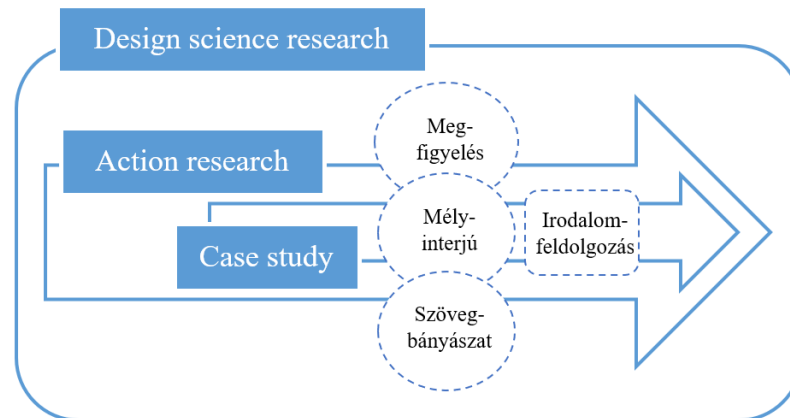 Design science research
Meg-
figyelés
Action research
Mély-
interjú
Irodalom-
feldolgozás
Case study
Szöveg-
bányászat